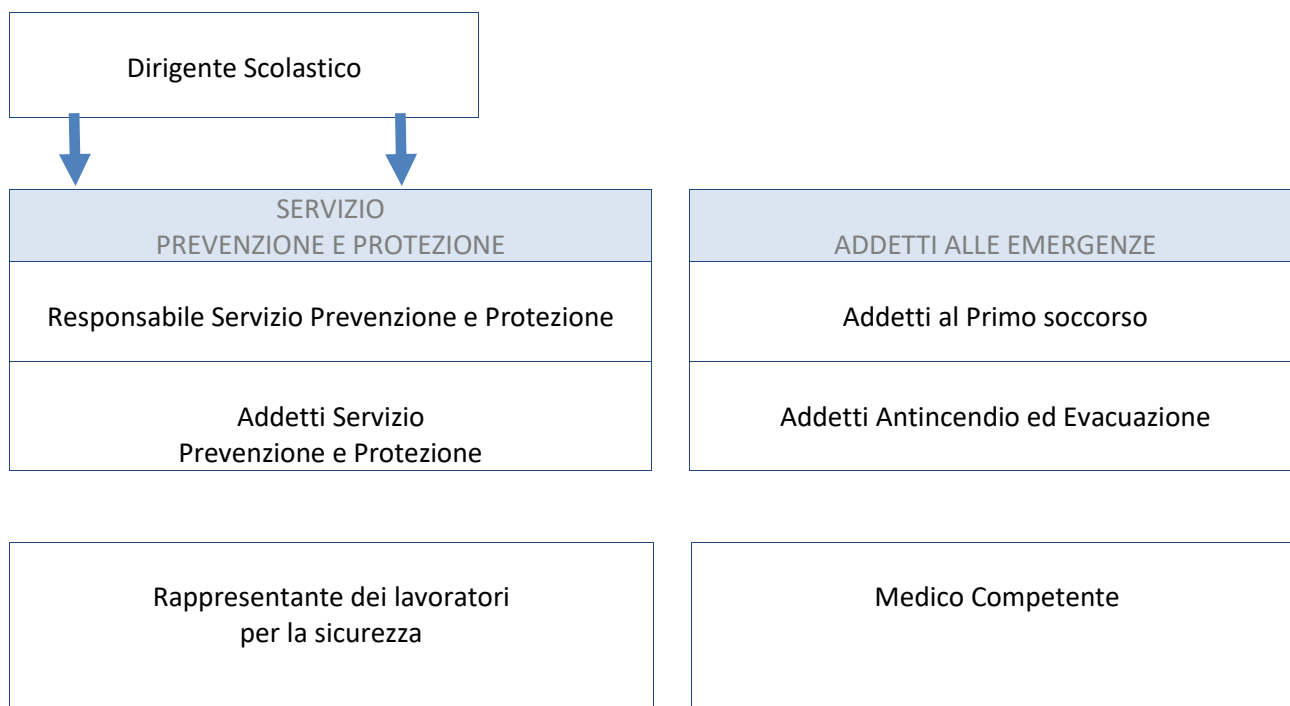 Dirigente Scolastico
SERVIZIO
PREVENZIONE E PROTEZIONE
ADDETTI ALLE EMERGENZE
Responsabile Servizio Prevenzione e Protezione
Addetti al Primo soccorso
Addetti Servizio
Prevenzione e Protezione
Addetti Antincendio ed Evacuazione
Rappresentante dei lavoratori
per la sicurezza
Medico Competente